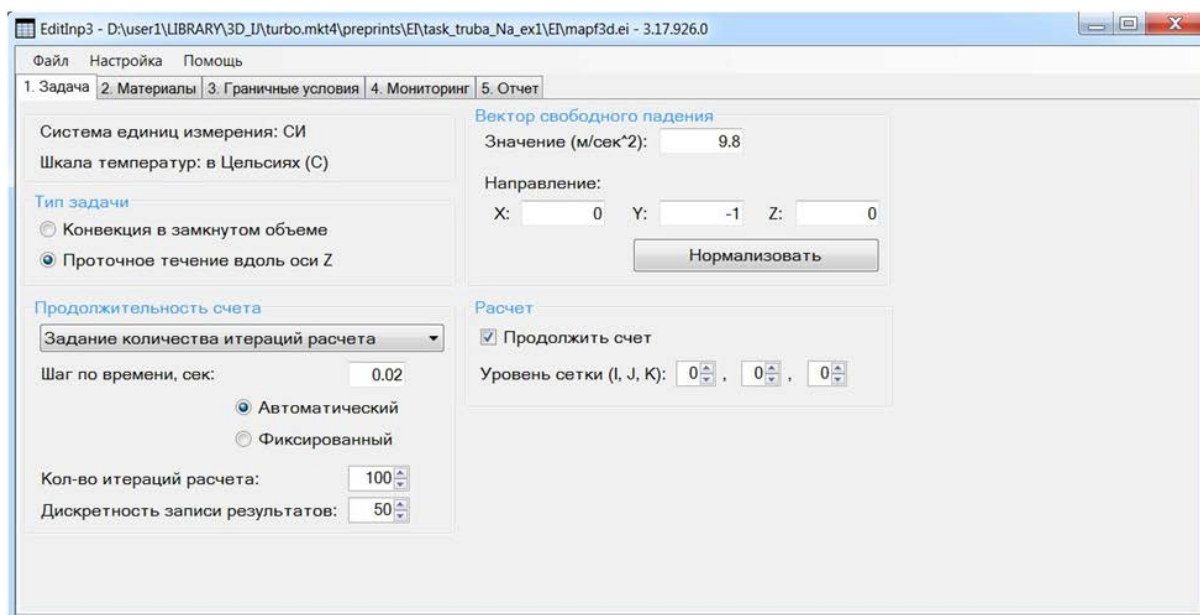 EditInp3 - D:\user1\LIBRARY\3D_IJ\turbo.mkt4\preprints\EI\task_truba_Na_ex1\EI\mapf3d.ei - 3.17.926.0
Файл Настройка Помощь
1. Задача 2. Материалы 3. Граничные условия 4. Мониторинг 5. Отчет
Система единиц измерения: СИ
Шкала температур: в Цельсиях (C)
Тип задачи
Конвекция в замкнутом объеме
Проточное течение вдоль оси Z
Продолжительность счета
Задание количества итераций расчета
Шаг по времени, сек: 0.02
Автоматический
Фиксированный
Кол-во итераций расчета: 100
Дискретность записи результатов: 50
Вектор свободного падения
Значение (м/сек^2): 9.8
Направление:
X: 0 Y: -1 Z: 0
Нормализовать
Расчет
Продолжить счет
Уровень сетки (I, J, K): 0 , 0 , 0